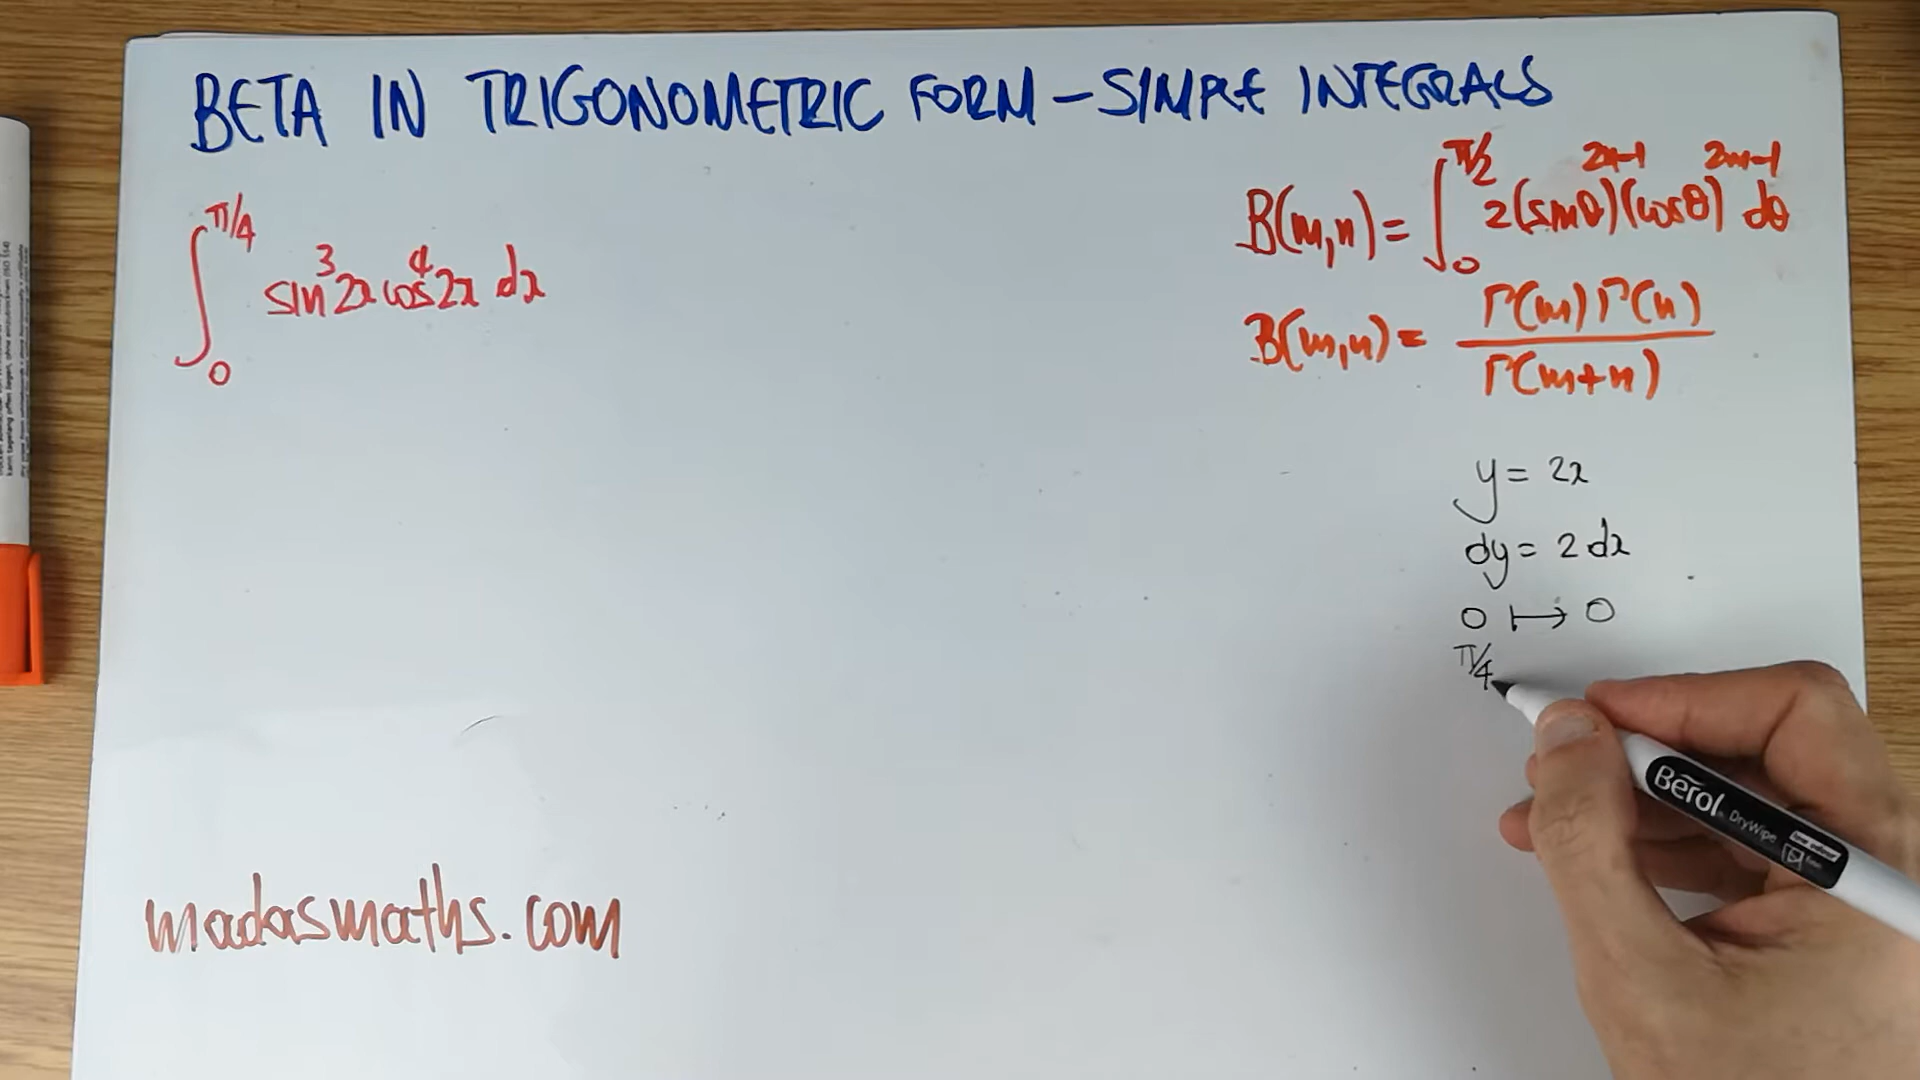 BETA IN TRIGONOMETRIC FORM – SIMPLE INTEGRALS
∫₀^π/4 sin³2x cos⁴2x dx
B(m,n) = ∫₀^π/2 2(sinθ)^2n-1 (cosθ)^2m-1 dθ
B(m,n) = Γ(m)Γ(n) / Γ(m+n)
y = 2x
dy = 2 dx
0 ↦ 0
π/4
Berol DryWipe
madasmaths.com